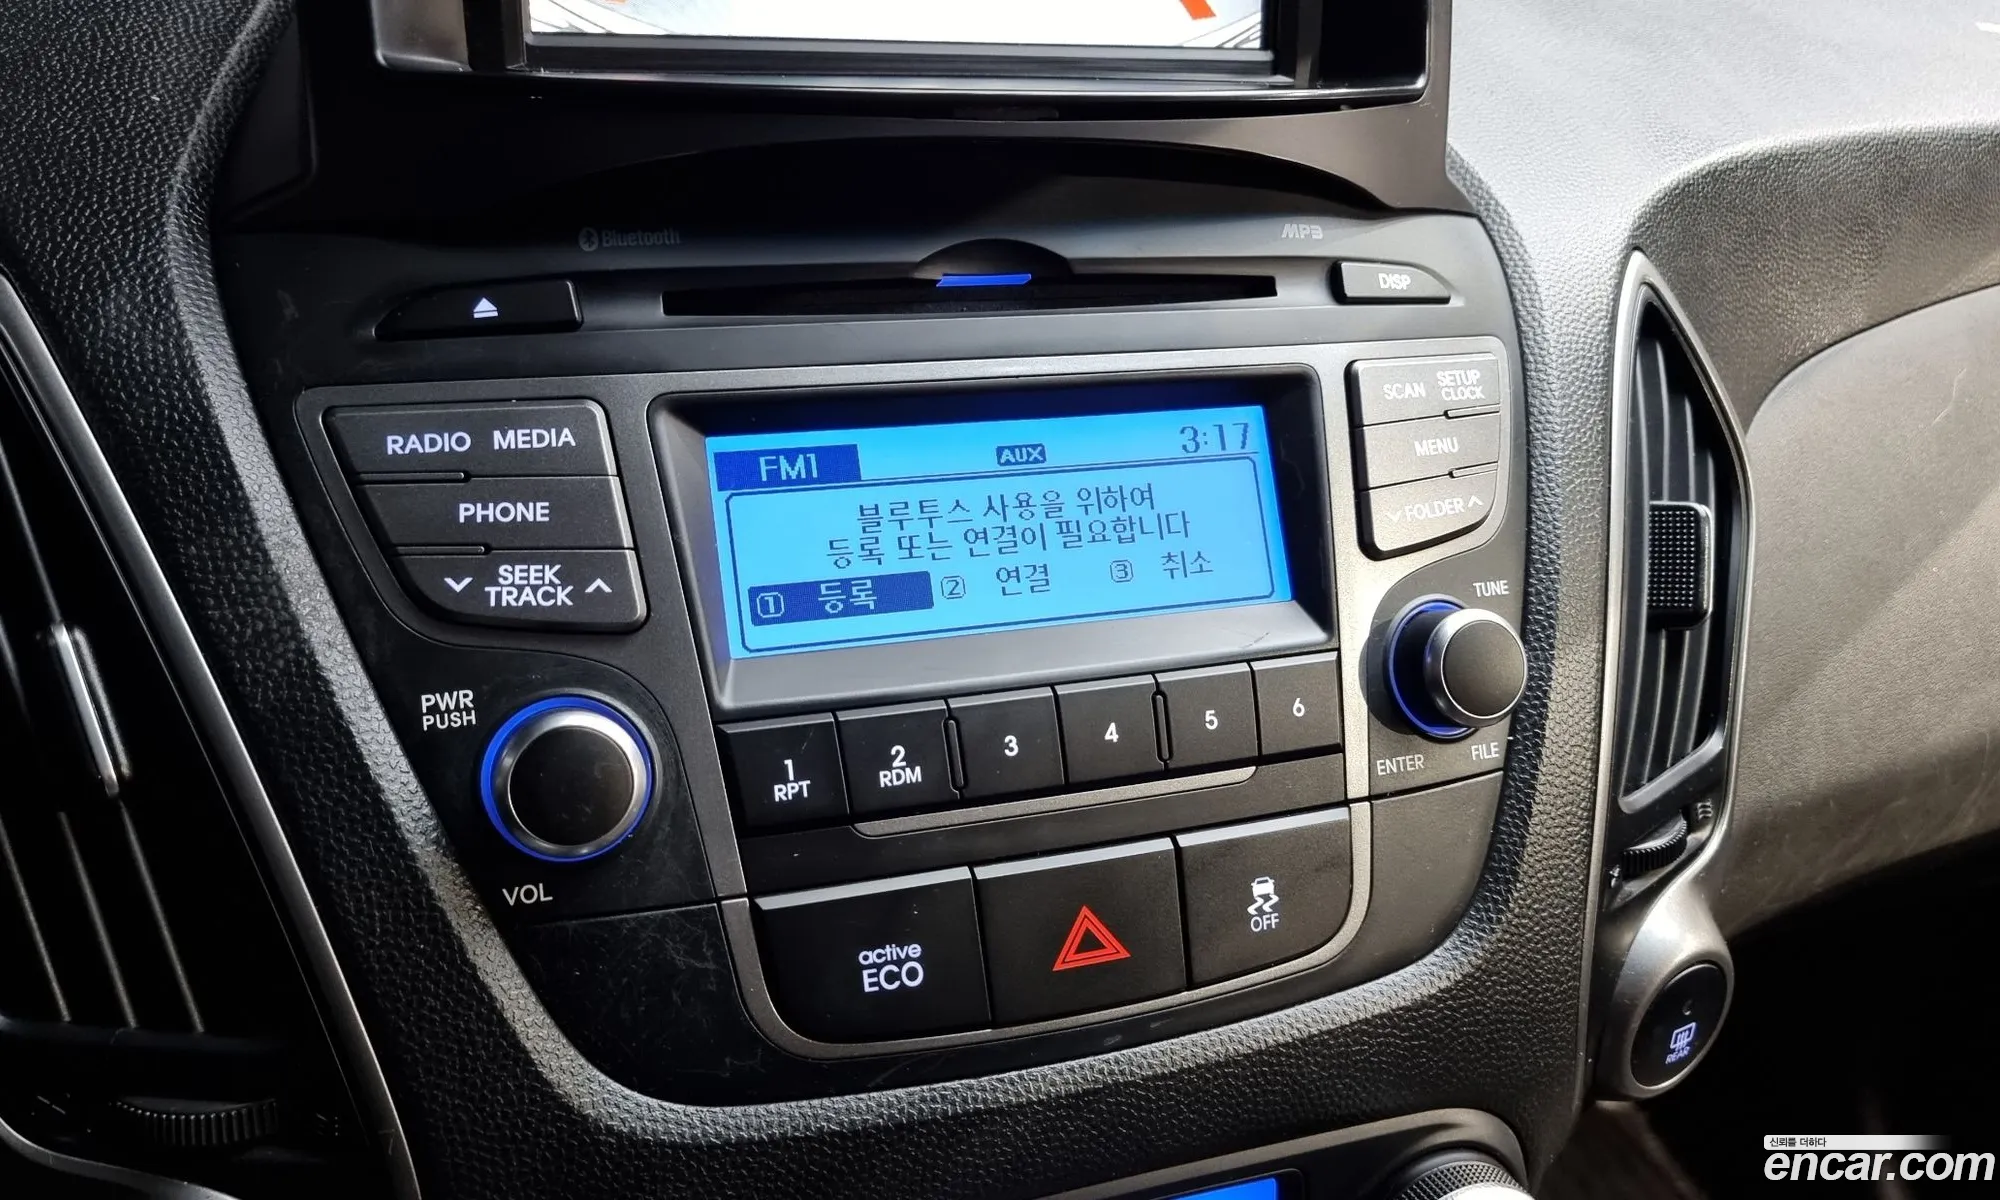 Bluetooth
MP3
DISP
RADIO MEDIA
PHONE
SEEK
TRACK
SCAN
SETUP
CLOCK
MENU
FOLDER
FM1 AUX 3:17
블루투스 사용을 위하여
등록 또는 연결이 필요합니다
① 등록 ② 연결 ③ 취소
TUNE
PWR
PUSH
VOL
ENTER
FILE
1
RPT
2
RDM
3
4
5
6
active
ECO
OFF
REAR
신뢰를 더하다
encar.com